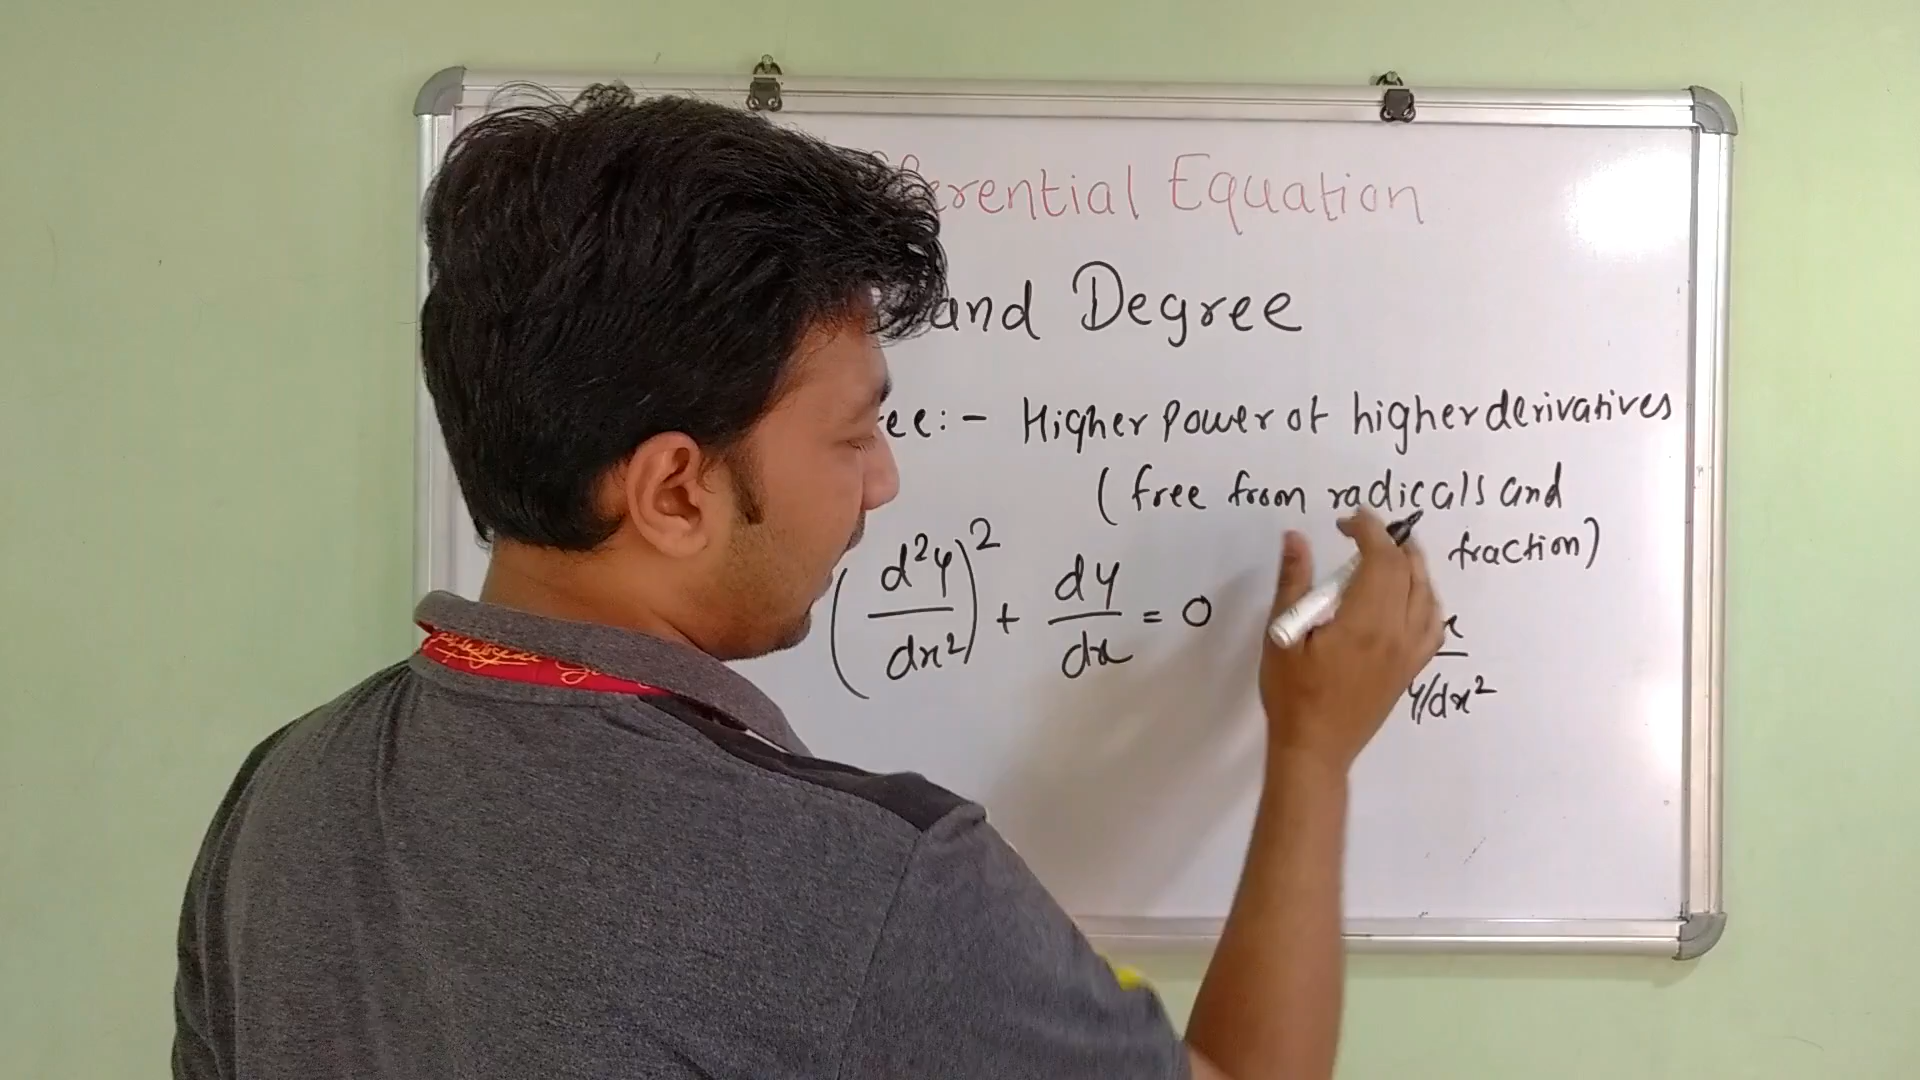 ferential Equation
and Degree
ee:- Higher power of higher derivatives
(free from radicals and
fraction)
(d²y/dx²)² + dy/dx = 0
x
y/dx²